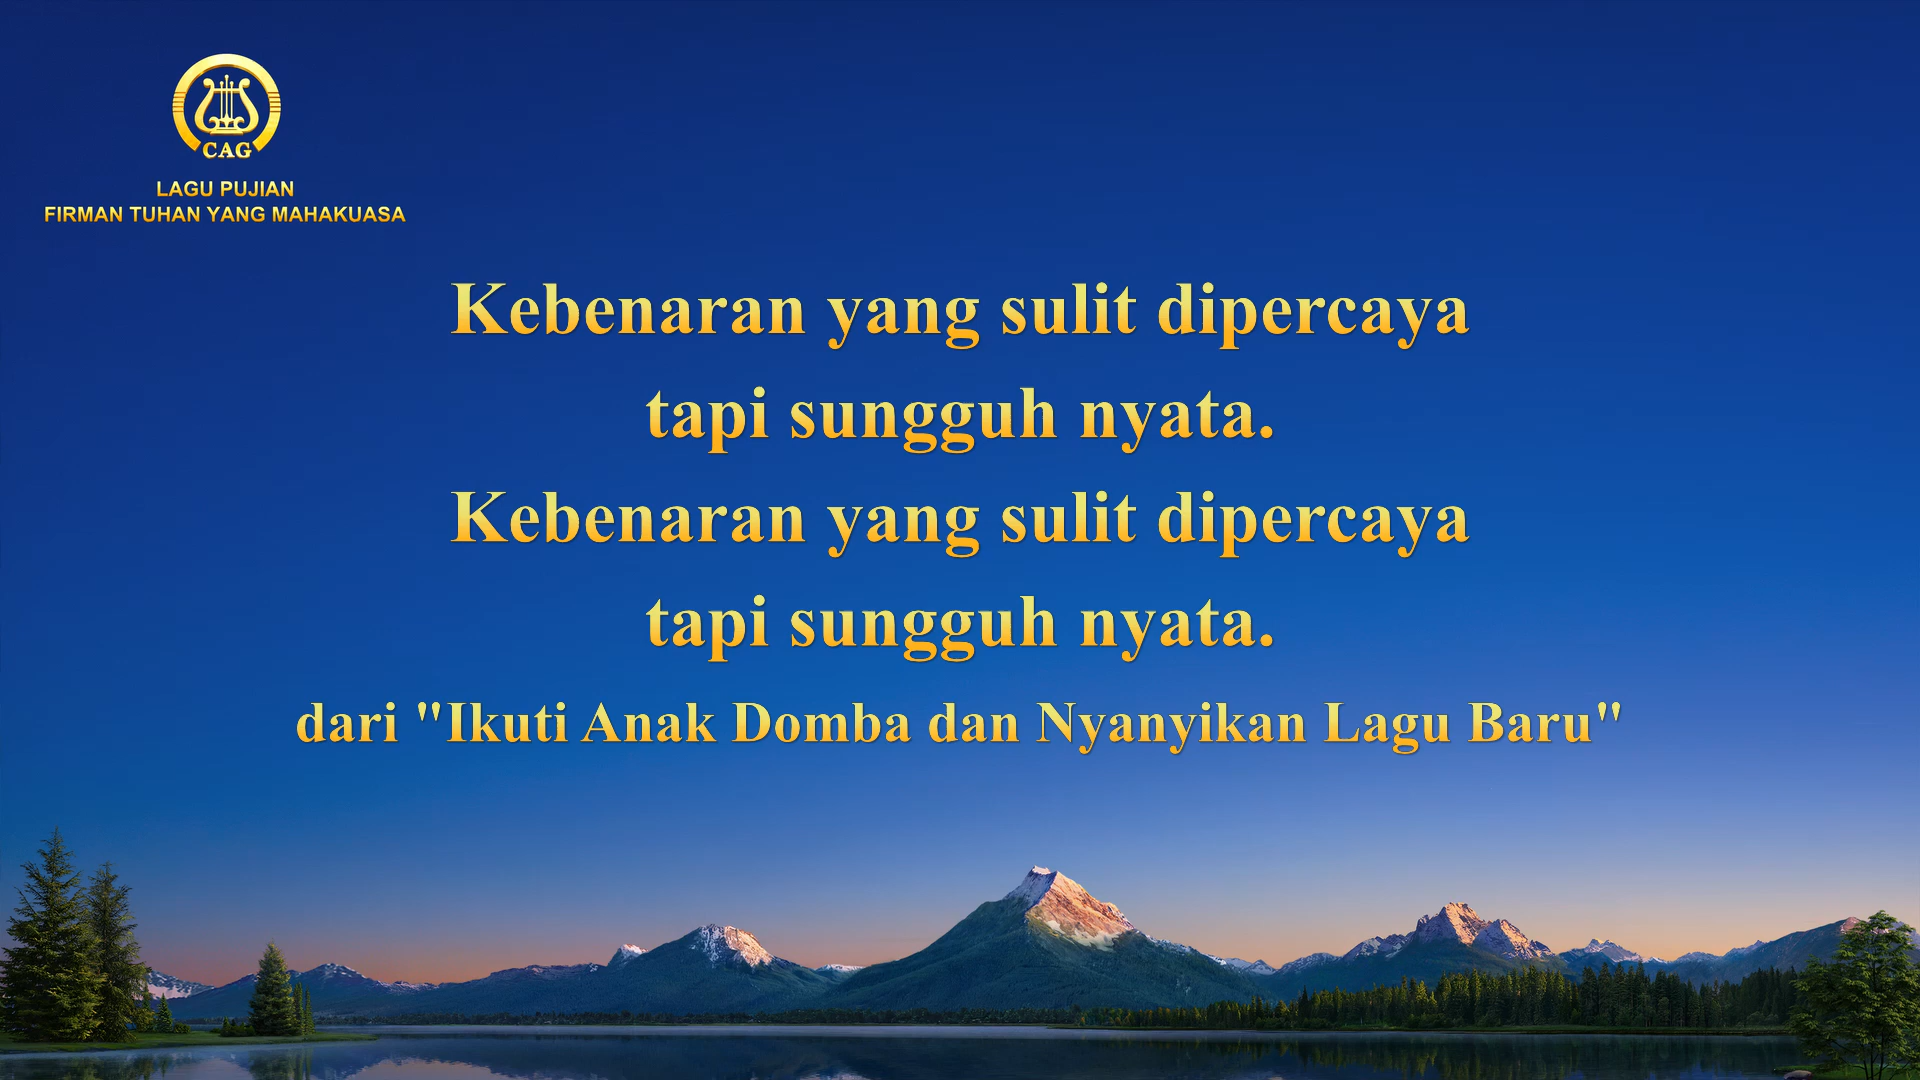 CAG
LAGU PUJIAN
FIRMAN TUHAN YANG MAHAKUASA
Kebenaran yang sulit dipercaya
tapi sungguh nyata.
Kebenaran yang sulit dipercaya
tapi sungguh nyata.
dari "Ikuti Anak Domba dan Nyanyikan Lagu Baru"